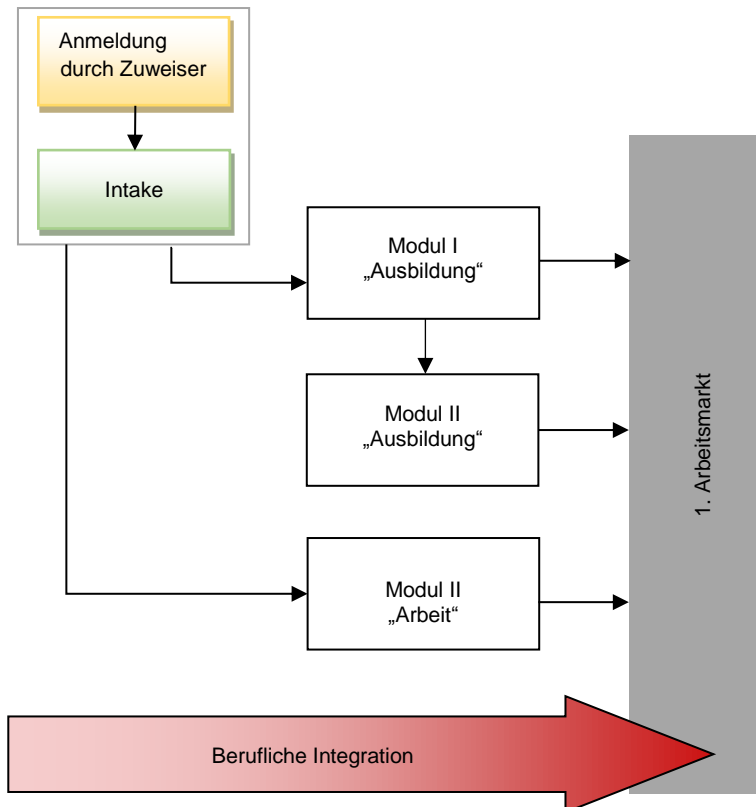 Anmeldung
durch Zuweiser
Intake
Modul I
„Ausbildung“
Modul II
„Ausbildung“
Modul II
„Arbeit“
1. Arbeitsmarkt
Berufliche Integration